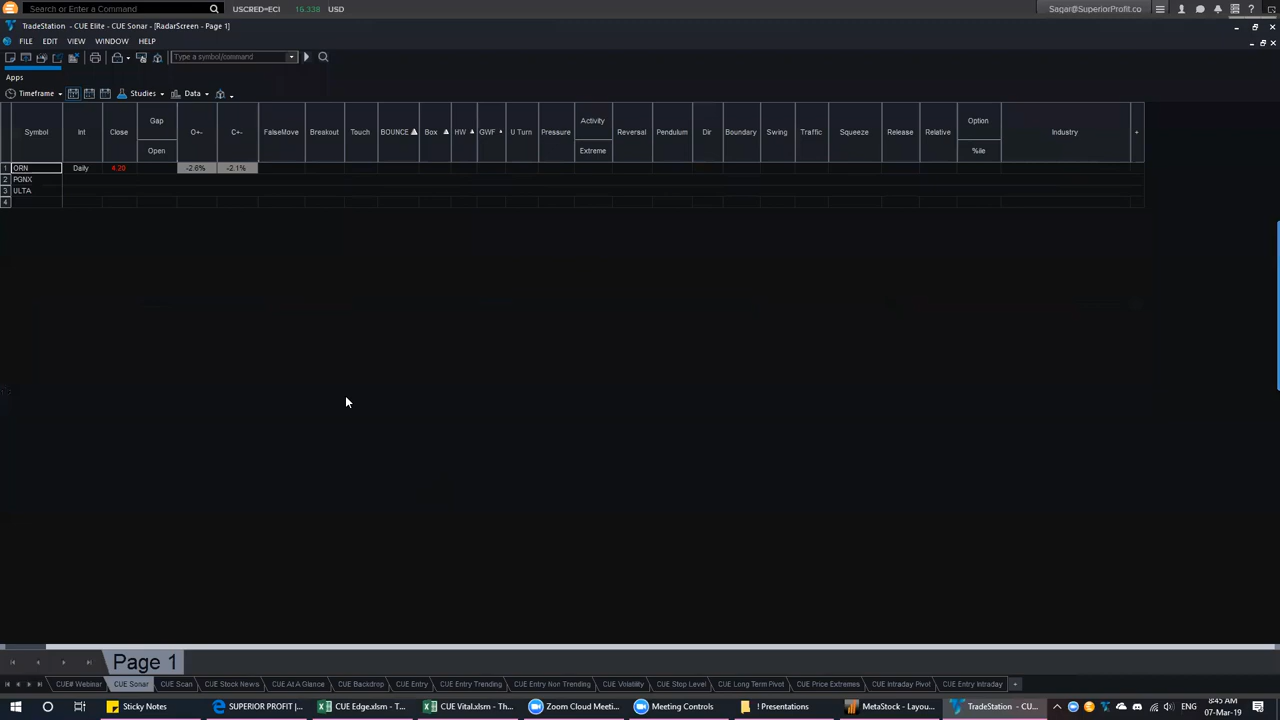 Search or Enter a Command USCRED=ECI 16.338 USD Sagar@SuperiorProfit.co
TradeStation - CUE Elite - CUE Sonar - [RadarScreen - Page 1]
FILE EDIT VIEW WINDOW HELP
Type a symbol/command
Apps
Timeframe Studies Data
Symbol Int Close Gap Open O+- C+- FalseMove Breakout Touch BOUNCE Box HW GWF U Turn Pressure Activity Extreme Reversal Pendulum Dir Boundary Swing Traffic Squeeze Release Relative Option %ile Industry +
1 ORN Daily 4.20 -2.6% -2.1%
2 PGNX
3 ULTA
4
Page 1
CUE# Webinar CUE Sonar CUE Scan CUE Stock News CUE At A Glance CUE Backdrop CUE Entry CUE Entry Trending CUE Entry Non Trending CUE Volatility CUE Stop Level CUE Long Term Pivot CUE Price Extremes CUE Intraday Pivot CUE Entry Intraday +
Sticky Notes SUPERIOR PROFIT |... CUE Edge.xlsm - T... CUE Vital.xlsm - Th... Zoom Cloud Meeti... Meeting Controls ! Presentations MetaStock - Layou... TradeStation - CU... ENG 8:45 AM
07-Mar-19